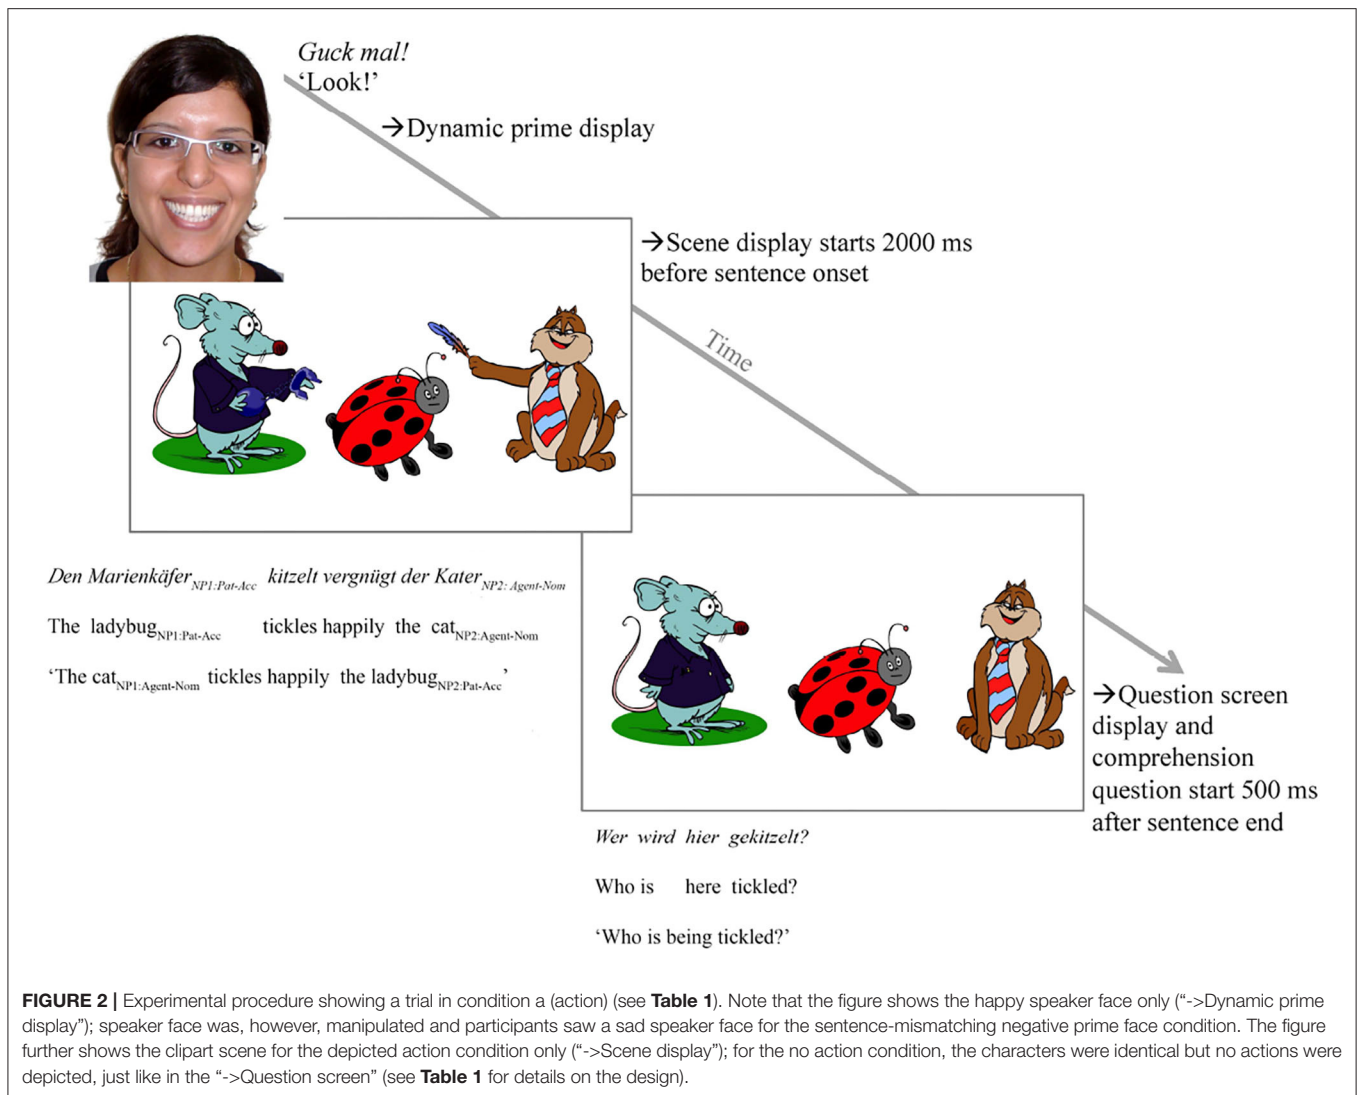 Guck mal!
‘Look!’
→Dynamic prime display
→Scene display starts 2000 ms
before sentence onset
Time
Den Marienkäfer NP1:Pat-Acc kitzelt vergnügt der Kater NP2: Agent-Nom
The ladybug NP1:Pat-Acc tickles happily the cat NP2:Agent-Nom
‘The cat NP1:Agent-Nom tickles happily the ladybug NP2:Pat-Acc’
→Question screen
display and
comprehension
question start 500 ms
after sentence end
Wer wird hier gekitzelt?
Who is here tickled?
‘Who is being tickled?’
FIGURE 2 | Experimental procedure showing a trial in condition a (action) (see Table 1). Note that the figure shows the happy speaker face only (“->Dynamic prime
display”); speaker face was, however, manipulated and participants saw a sad speaker face for the sentence-mismatching negative prime face condition. The figure
further shows the clipart scene for the depicted action condition only (“->Scene display”); for the no action condition, the characters were identical but no actions were
depicted, just like in the “->Question screen” (see Table 1 for details on the design).